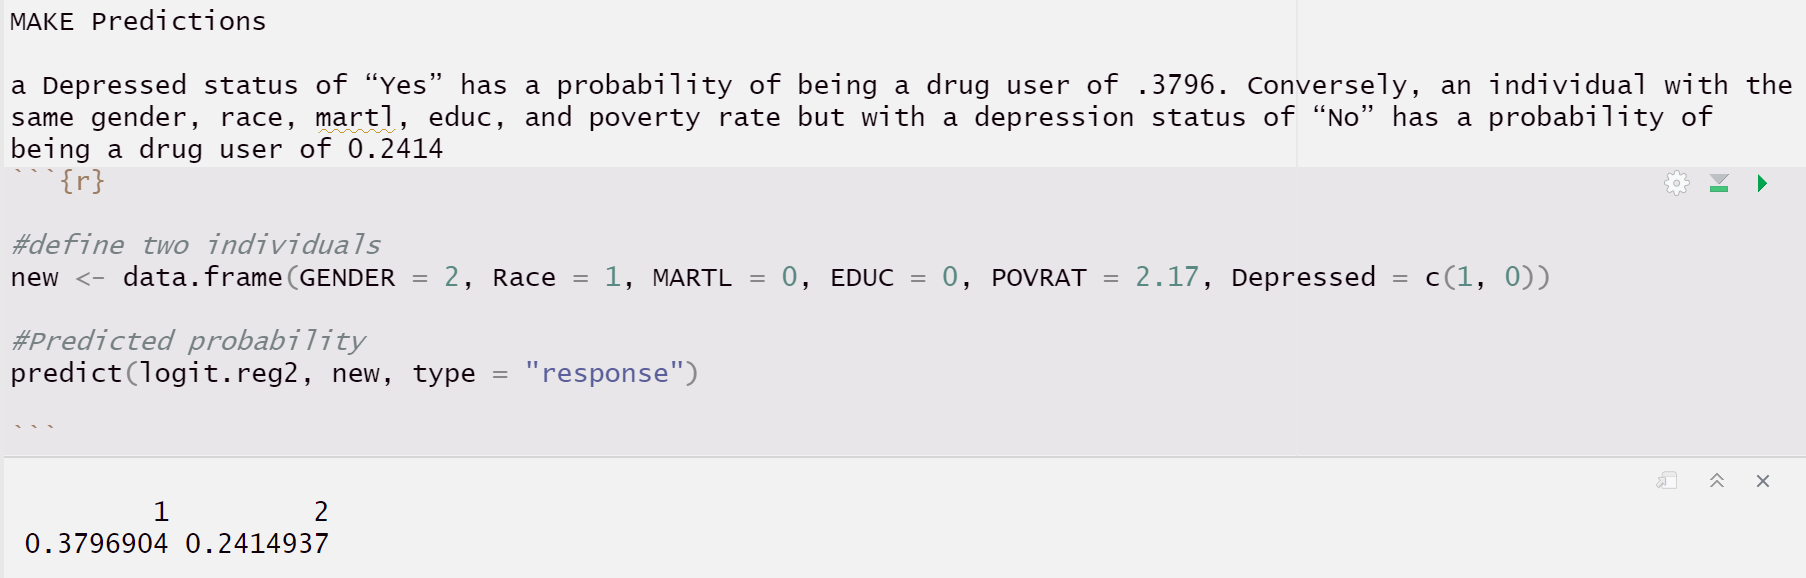 MAKE Predictions
a Depressed status of “Yes” has a probability of being a drug user of .3796. Conversely, an individual with the
same gender, race, martl, educ, and poverty rate but with a depression status of “No” has a probability of
being a drug user of 0.2414
```{r}
#define two individuals
new <- data.frame(GENDER = 2, Race = 1, MARTL = 0, EDUC = 0, POVRAT = 2.17, Depressed = c(1, 0))
#Predicted probability
predict(logit.reg2, new, type = "response")
```
1 2
0.3796904 0.2414937